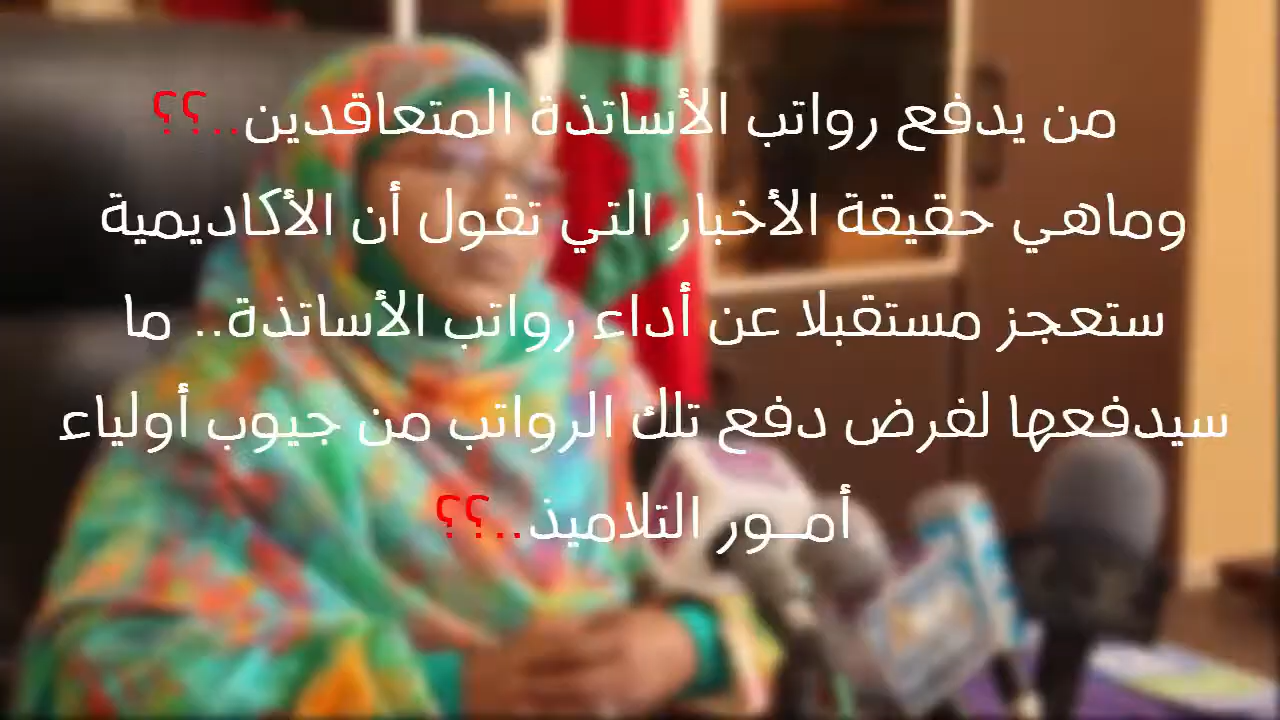 من يدفع رواتب الأساتذة المتعاقدين..؟؟
وماهي حقيقة الأخبار التي تقول أن الأكاديمية
ستعجز مستقبلا عن أداء رواتب الأساتذة.. ما
سيدفعها لفرض دفع تلك الرواتب من جيوب أولياء
أمــور التلاميذ..؟؟